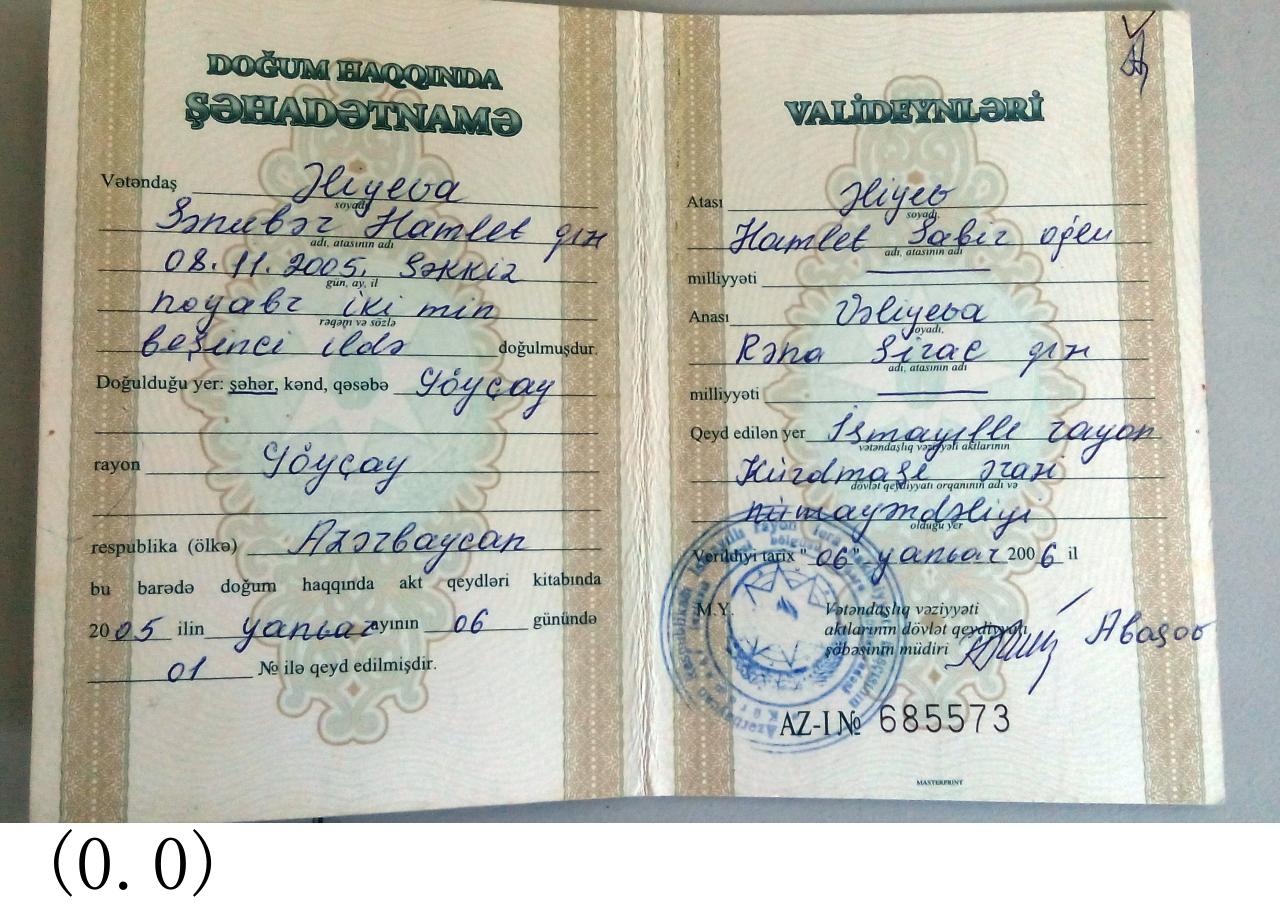 DOĞUM HAQQINDA
ŞƏHADƏTNAMƏ
Vətəndaş Əliyeva
soyadı
Sənubər Hamlet qızı
adı, atasının adı
08.11.2005. Səkkiz
gün, ay, il
noyabr iki min
rəqəm və sözlə
beşinci ildə doğulmuşdur.
Doğulduğu yer: şəhər, kənd, qəsəbə Göyçay
rayon Göyçay
respublika (ölkə) Azərbaycan
bu barədə doğum haqqında akt qeydləri kitabında
2005 ilin yanvar ayının 06 günündə
01 № ilə qeyd edilmişdir.
VALİDEYNLƏRİ
Atası Əliyev
soyadı,
Hamlet Sabir oğlu
adı, atasının adı
milliyyəti
Anası Vəliyeva
soyadı,
Rəna Sirac qızı
adı, atasının adı
milliyyəti
Qeyd edilən yer İsmayıllı rayon
vətəndaşlıq vəziyyəti aktlarının
Kürdmaşı ərazi
dövlət qeydiyyatı orqanının adı və
nümayəndəliyi
olduğu yer
Verildiyi tarix "06" yanvar 2006 il
M.Y. Vətəndaşlıq vəziyyəti
aktlarının dövlət qeydiyyatı
şöbəsinin müdiri Abaşov
AZ-I № 685573
MASTERPRINT
(0.0)